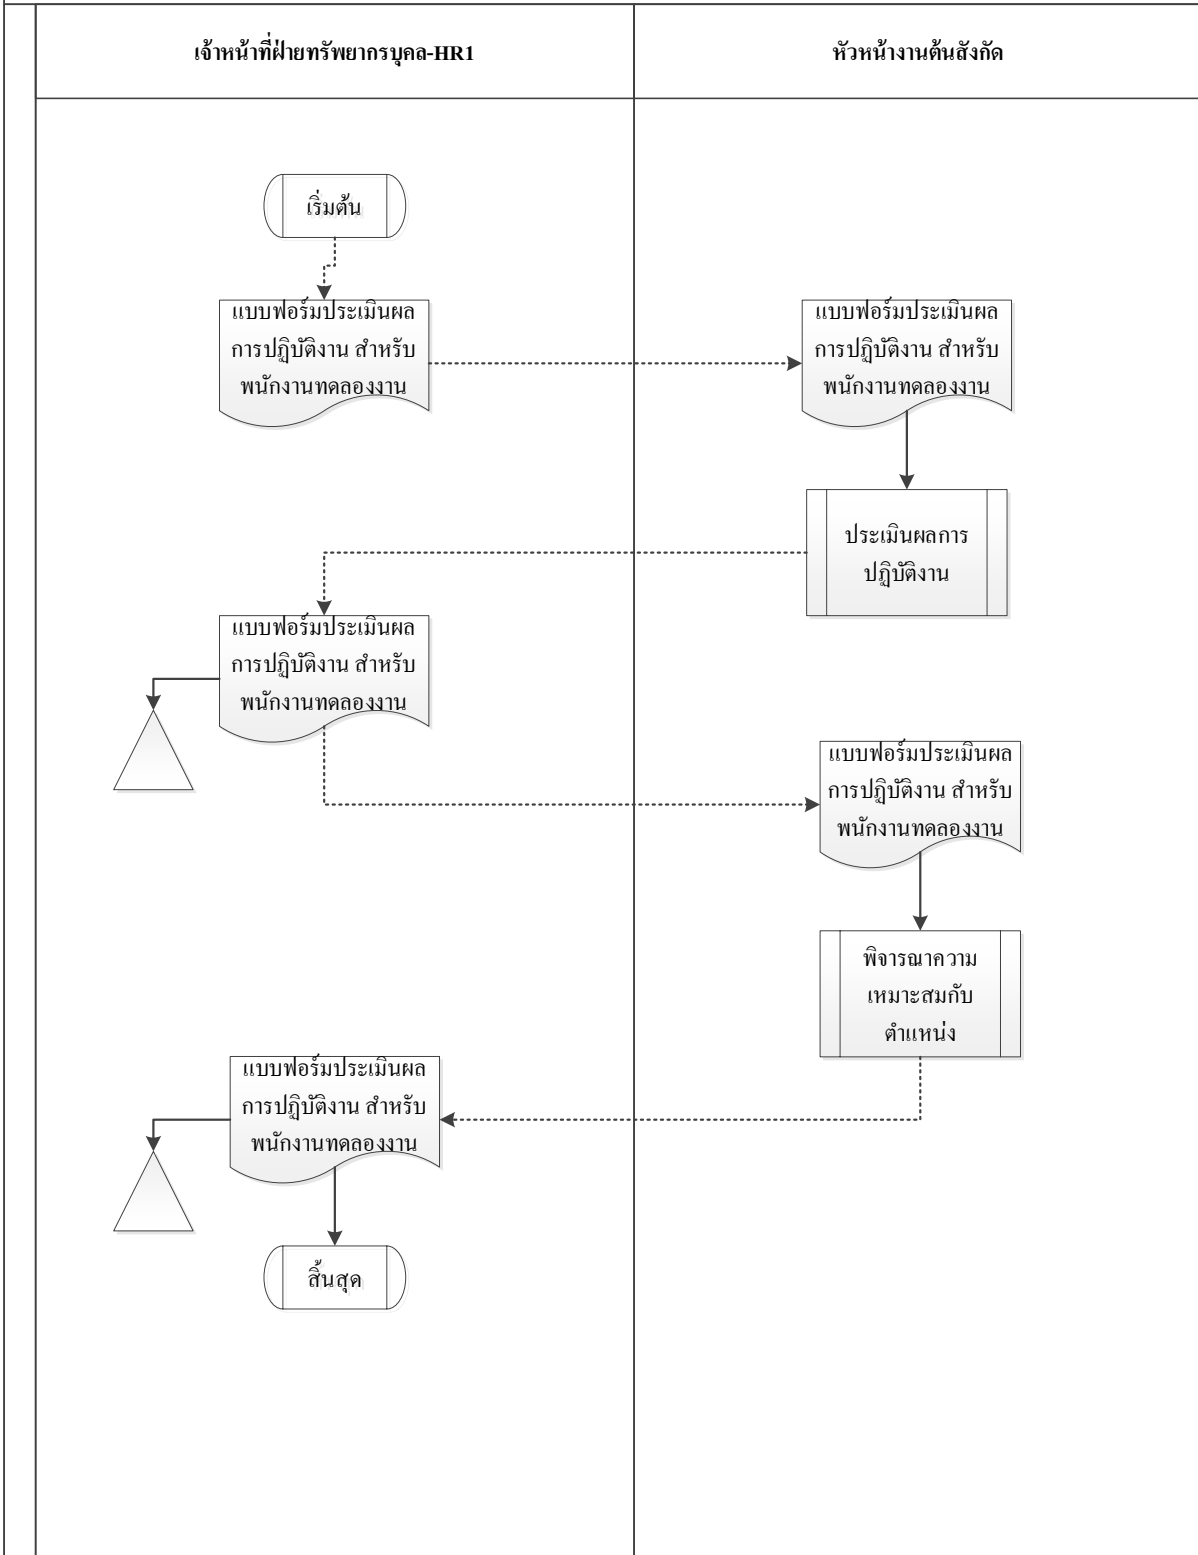 เจ้าหน้าที่ฝ่ายทรัพยากรบุคคล-HR1
หัวหน้างานต้นสังกัด
เริ่มต้น
แบบฟอร์มประเมินผล
การปฏิบัติงาน สำหรับ
พนักงานทดลองงาน
แบบฟอร์มประเมินผล
การปฏิบัติงาน สำหรับ
พนักงานทดลองงาน
ประเมินผลการ
ปฏิบัติงาน
แบบฟอร์มประเมินผล
การปฏิบัติงาน สำหรับ
พนักงานทดลองงาน
แบบฟอร์มประเมินผล
การปฏิบัติงาน สำหรับ
พนักงานทดลองงาน
พิจารณาความ
เหมาะสมกับ
ตำแหน่ง
แบบฟอร์มประเมินผล
การปฏิบัติงาน สำหรับ
พนักงานทดลองงาน
สิ้นสุด